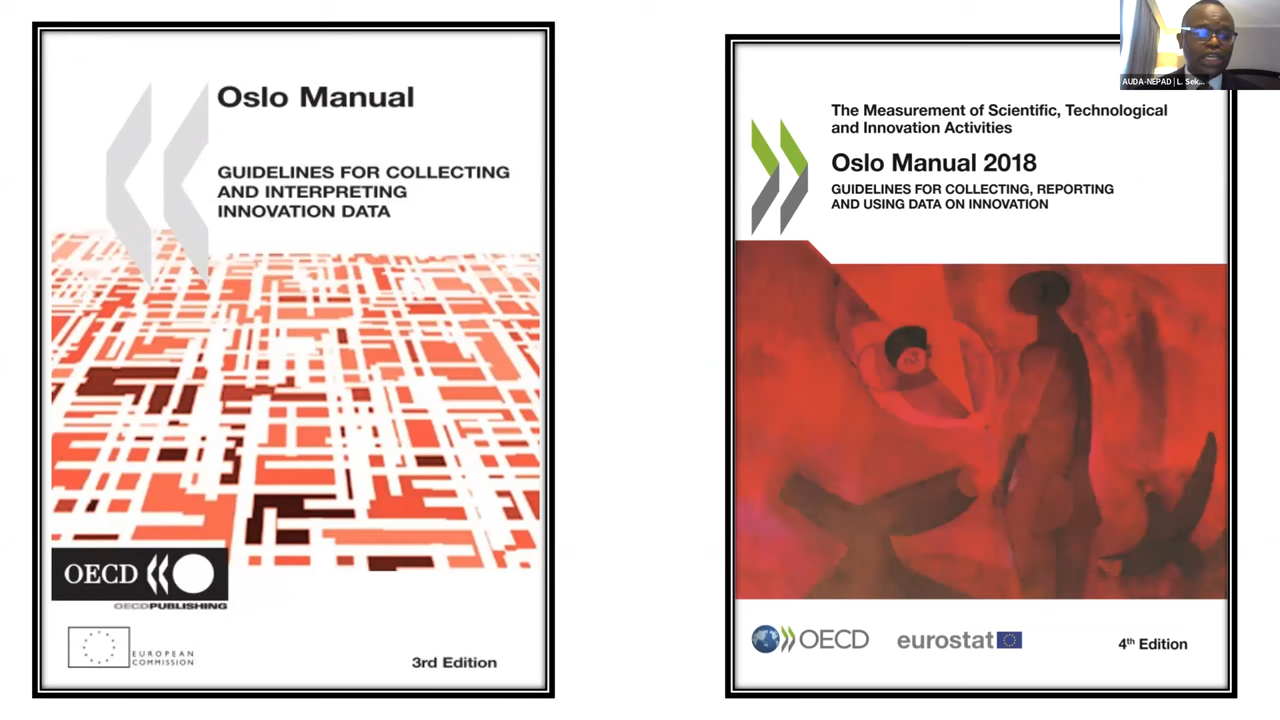 Oslo Manual
GUIDELINES FOR COLLECTING
AND INTERPRETING
INNOVATION DATA
OECD
OECDPUBLISHING
EUROPEAN
COMMISSION
3rd Edition
The Measurement of Scientific, Technological
and Innovation Activities
Oslo Manual 2018
GUIDELINES FOR COLLECTING, REPORTING
AND USING DATA ON INNOVATION
OECD
eurostat
4th Edition
AUDA-NEPAD | L. Sek...